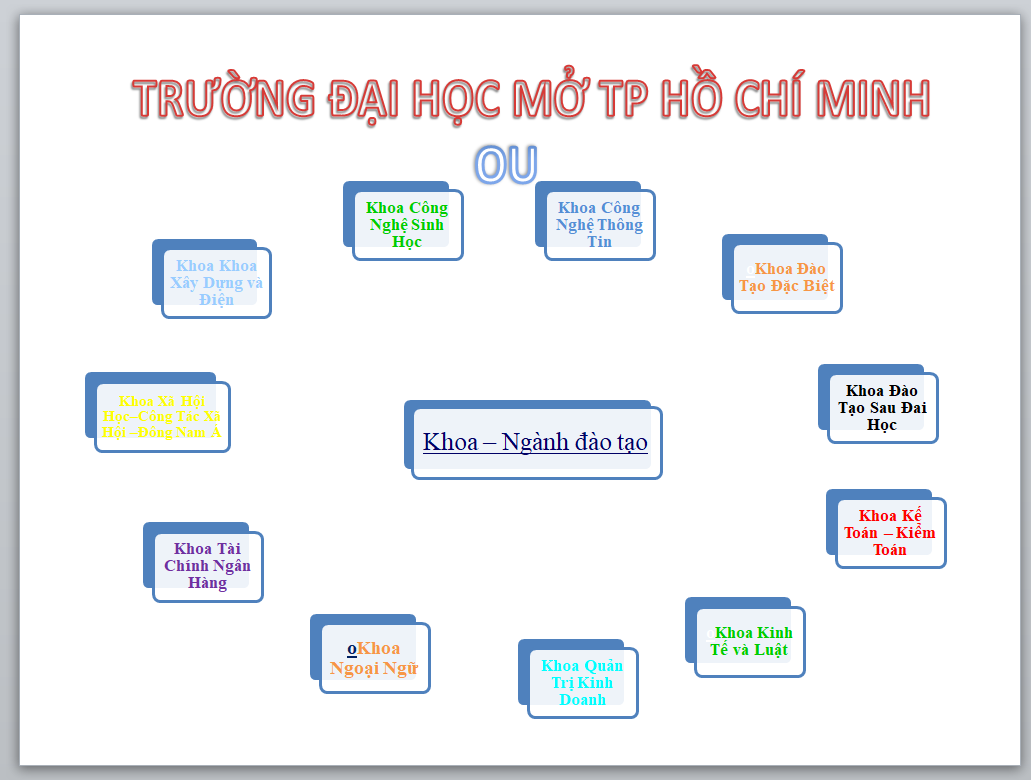 TRƯỜNG ĐẠI HỌC MỞ TP HỒ CHÍ MINH
OU
Khoa Công
Nghệ Sinh
Học
Khoa Công
Nghệ Thông
Tin
oKhoa Đào
Tạo Đặc Biệt
Khoa Khoa
Xây Dựng và
Điện
Khoa Đào
Tạo Sau Đai
Học
Khoa Xã Hội
Học–Công Tác Xã
Hội –Đông Nam Á
Khoa – Ngành đào tạo
Khoa Kế
Toán – Kiểm
Toán
Khoa Tài
Chính Ngân
Hàng
oKhoa Kinh
Tế và Luật
oKhoa
Ngoại Ngữ
Khoa Quản
Trị Kinh
Doanh